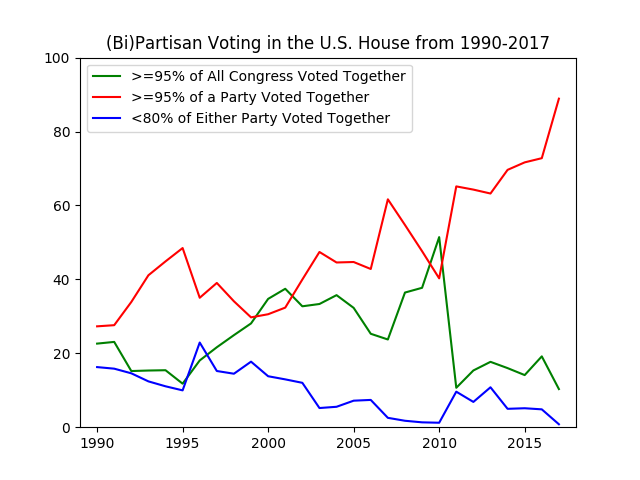 (Bi)Partisan Voting in the U.S. House from 1990-2017
>=95% of All Congress Voted Together
>=95% of a Party Voted Together
<80% of Either Party Voted Together
100
80
60
40
20
0
1990 1995 2000 2005 2010 2015